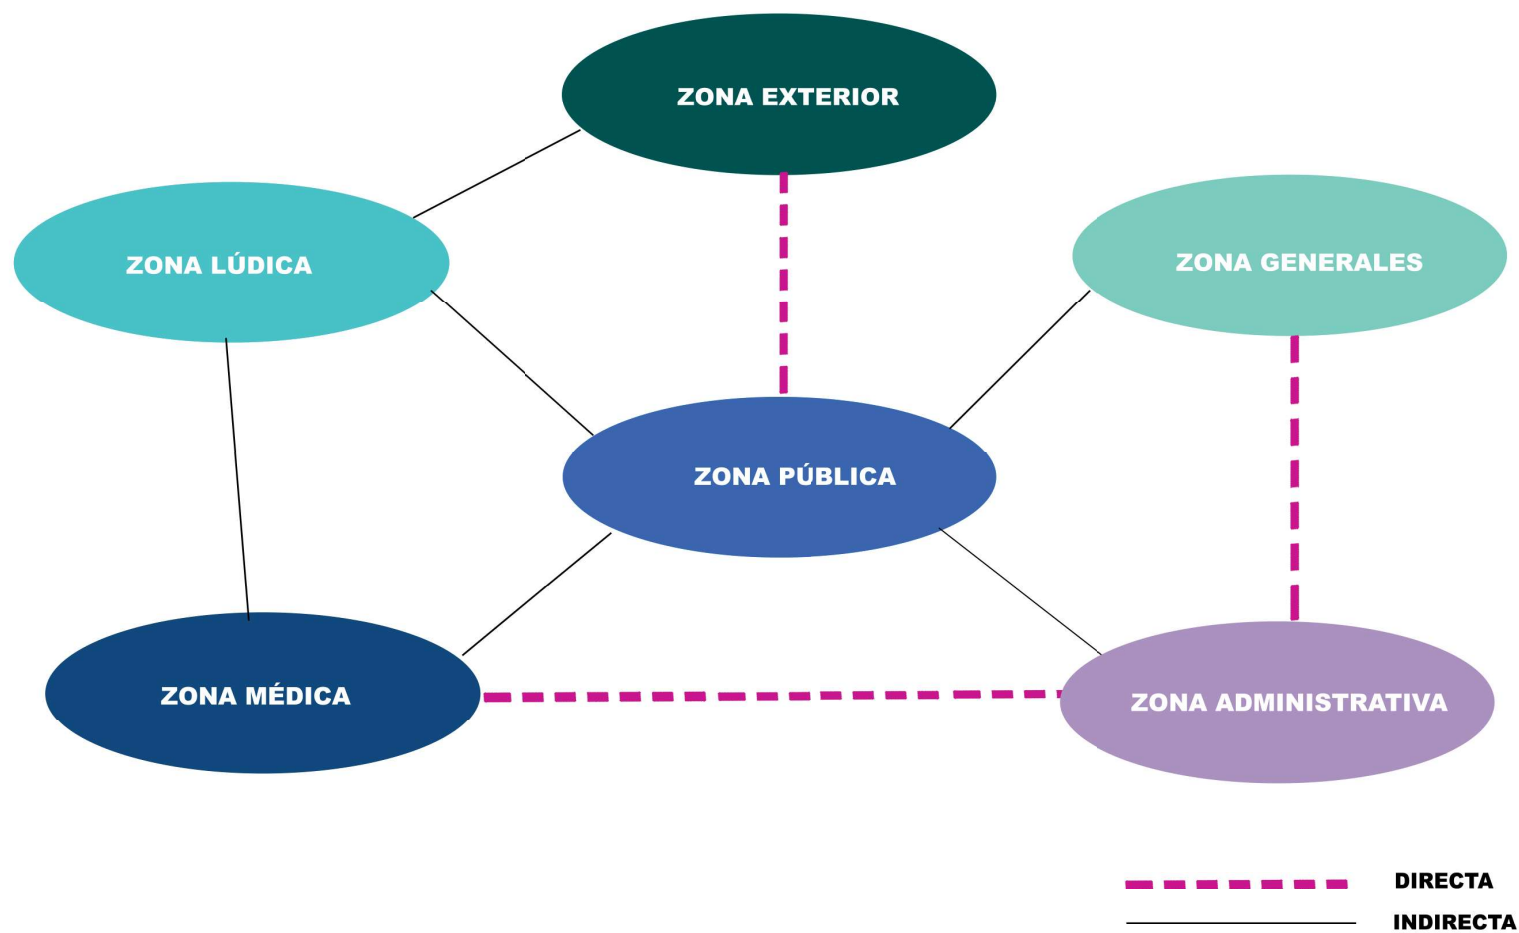 ZONA EXTERIOR
ZONA LÚDICA
ZONA GENERALES
ZONA PÚBLICA
ZONA MÉDICA
ZONA ADMINISTRATIVA
DIRECTA
INDIRECTA